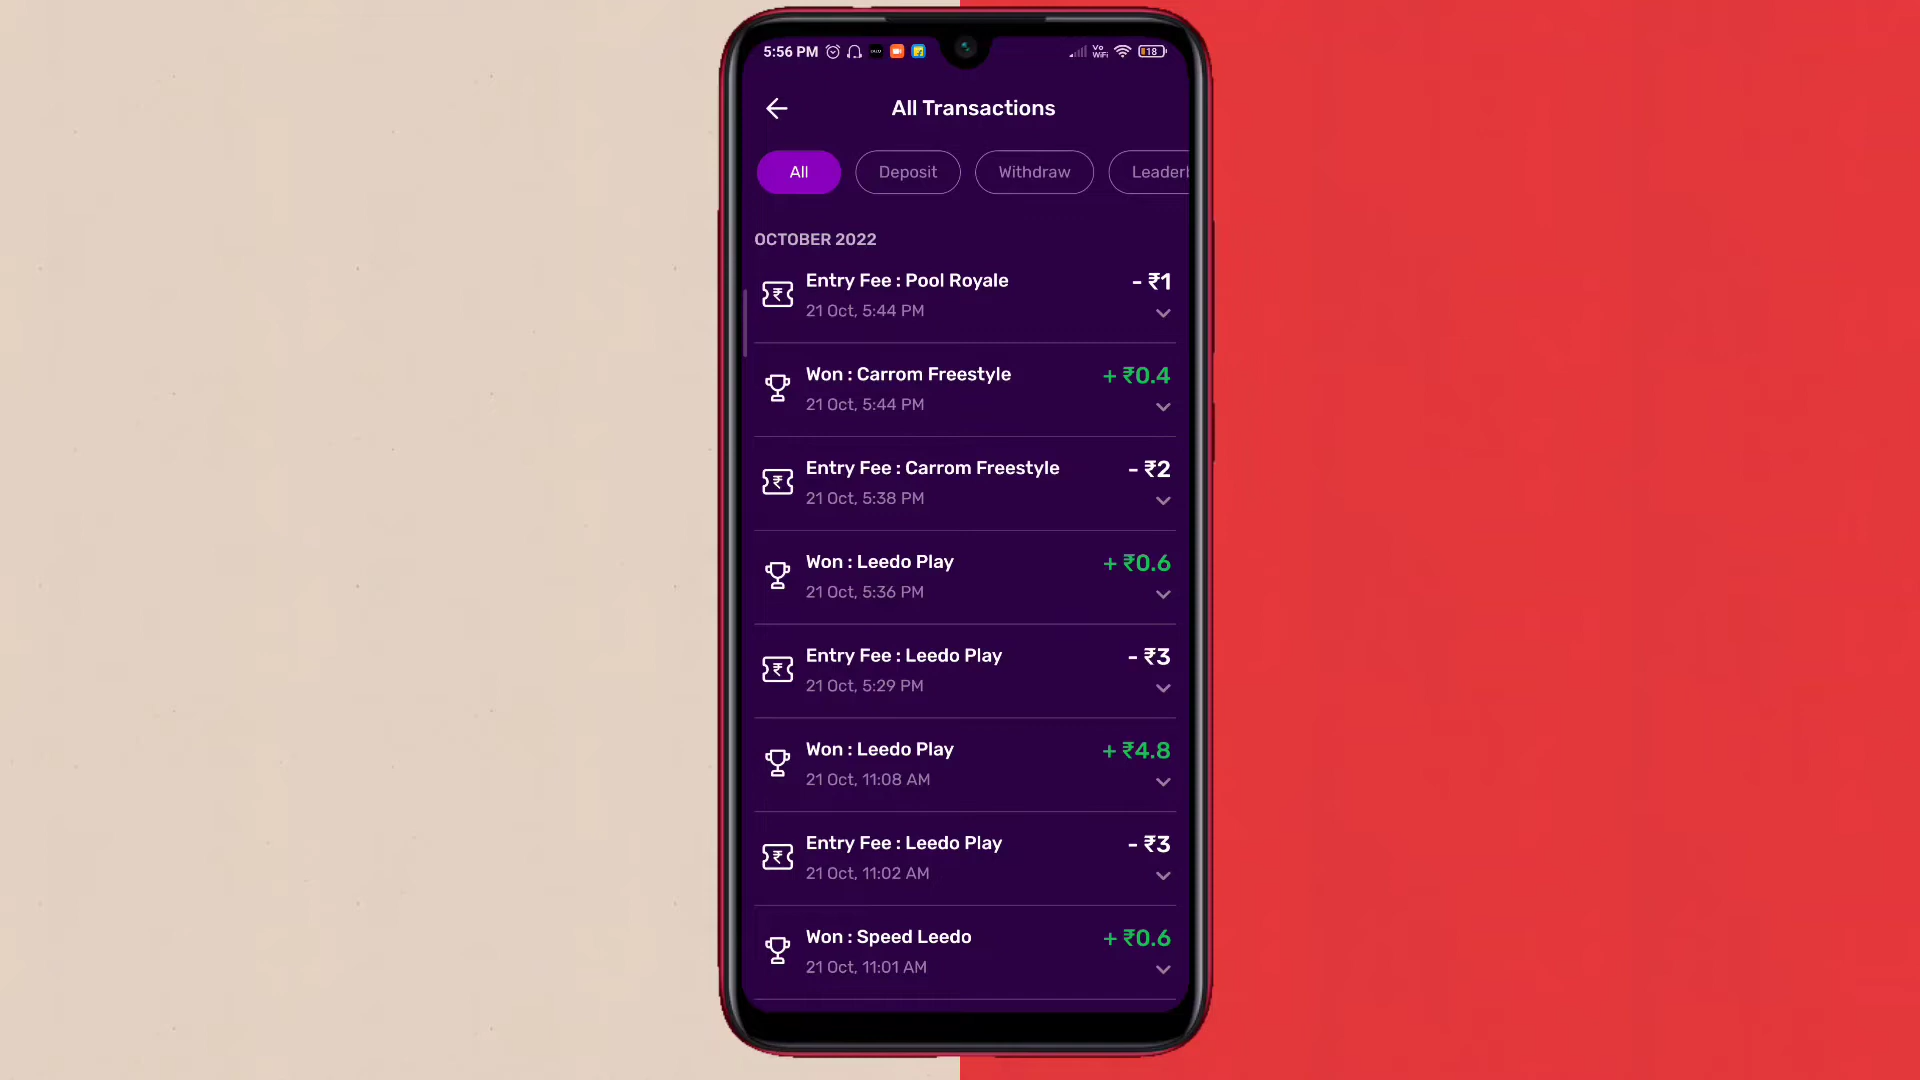 5:56 PM
Vo
WiFi
18
All Transactions
All
Deposit
Withdraw
Leaderb
OCTOBER 2022
Entry Fee : Pool Royale
- ₹1
21 Oct, 5:44 PM
Won : Carrom Freestyle
+ ₹0.4
21 Oct, 5:44 PM
Entry Fee : Carrom Freestyle
- ₹2
21 Oct, 5:38 PM
Won : Leedo Play
+ ₹0.6
21 Oct, 5:36 PM
Entry Fee : Leedo Play
- ₹3
21 Oct, 5:29 PM
Won : Leedo Play
+ ₹4.8
21 Oct, 11:08 AM
Entry Fee : Leedo Play
- ₹3
21 Oct, 11:02 AM
Won : Speed Leedo
+ ₹0.6
21 Oct, 11:01 AM